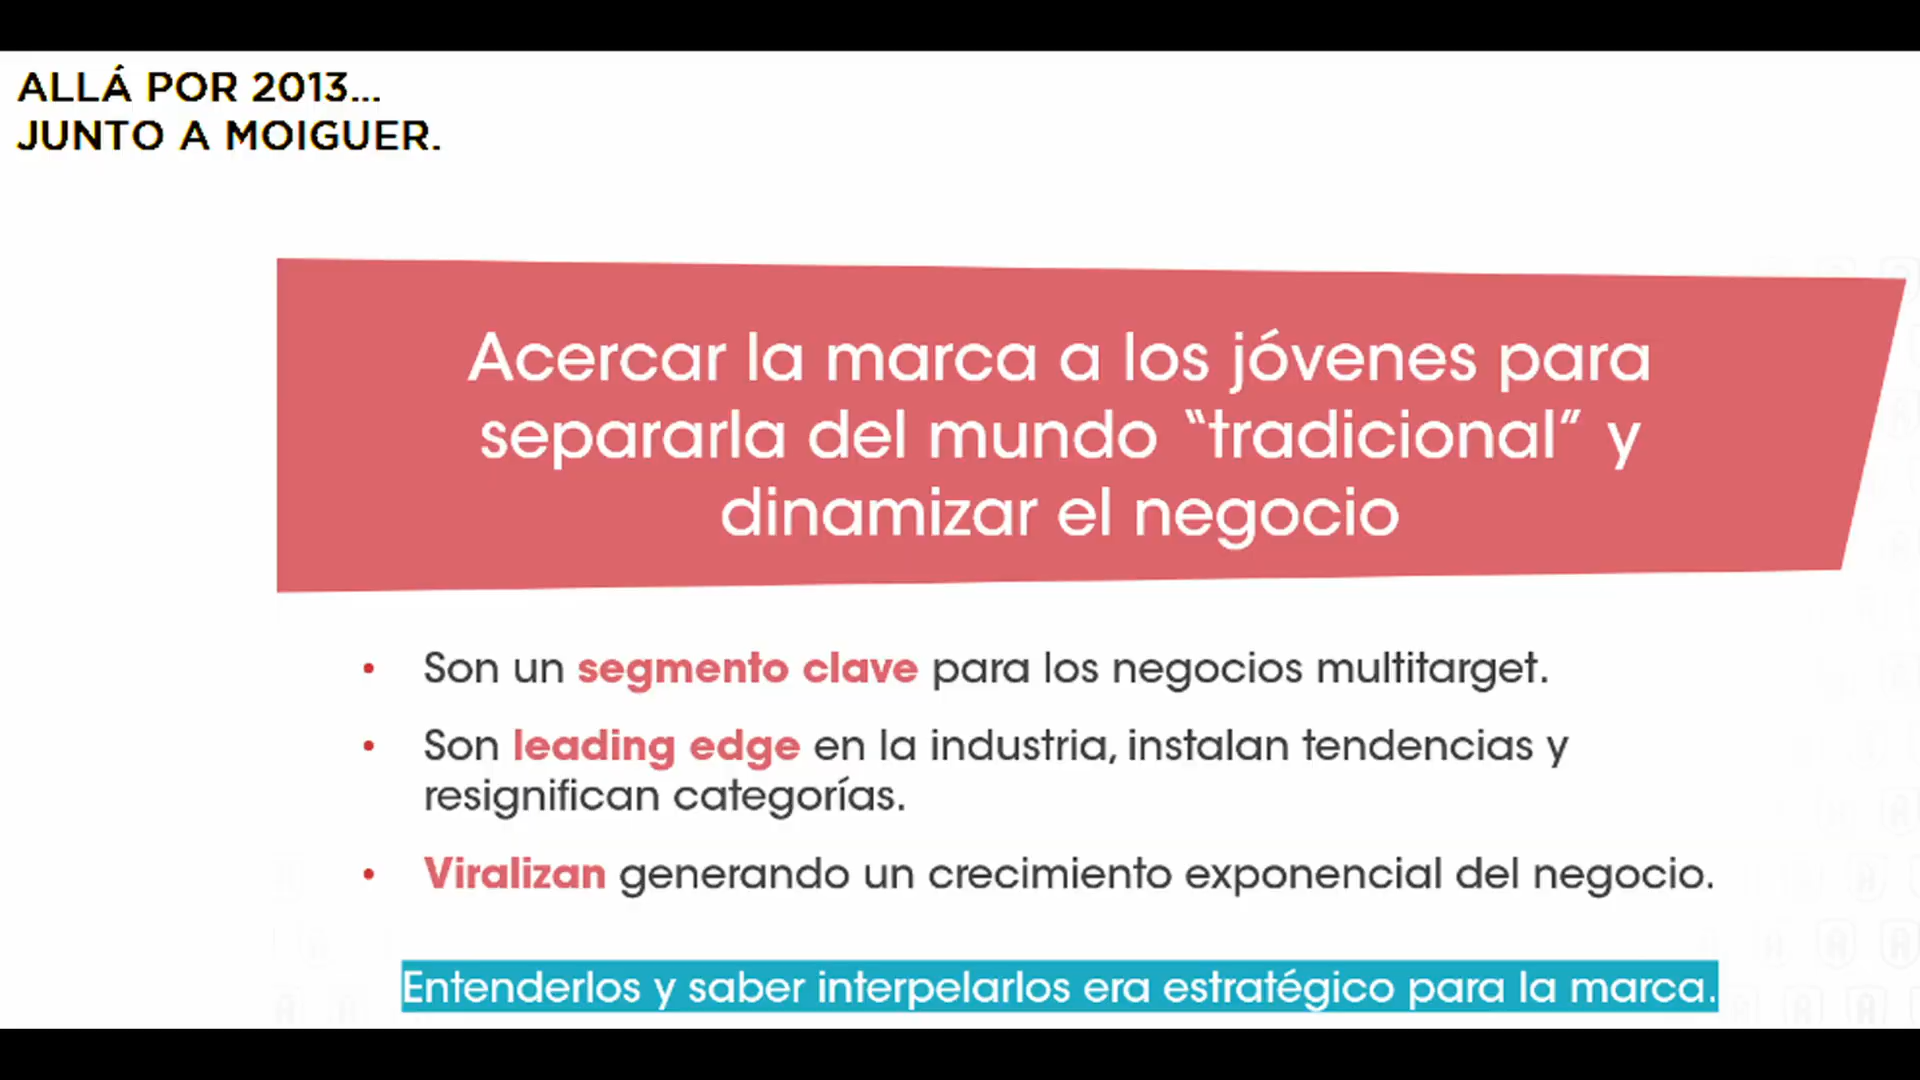 ALLÁ POR 2013...
JUNTO A MOIGUER.
Acercar la marca a los jóvenes para
separarla del mundo “tradicional” y
dinamizar el negocio
• Son un segmento clave para los negocios multitarget.
• Son leading edge en la industria, instalan tendencias y
resignifican categorías.
• Viralizan generando un crecimiento exponencial del negocio.
Entenderlos y saber interpelarlos era estratégico para la marca.